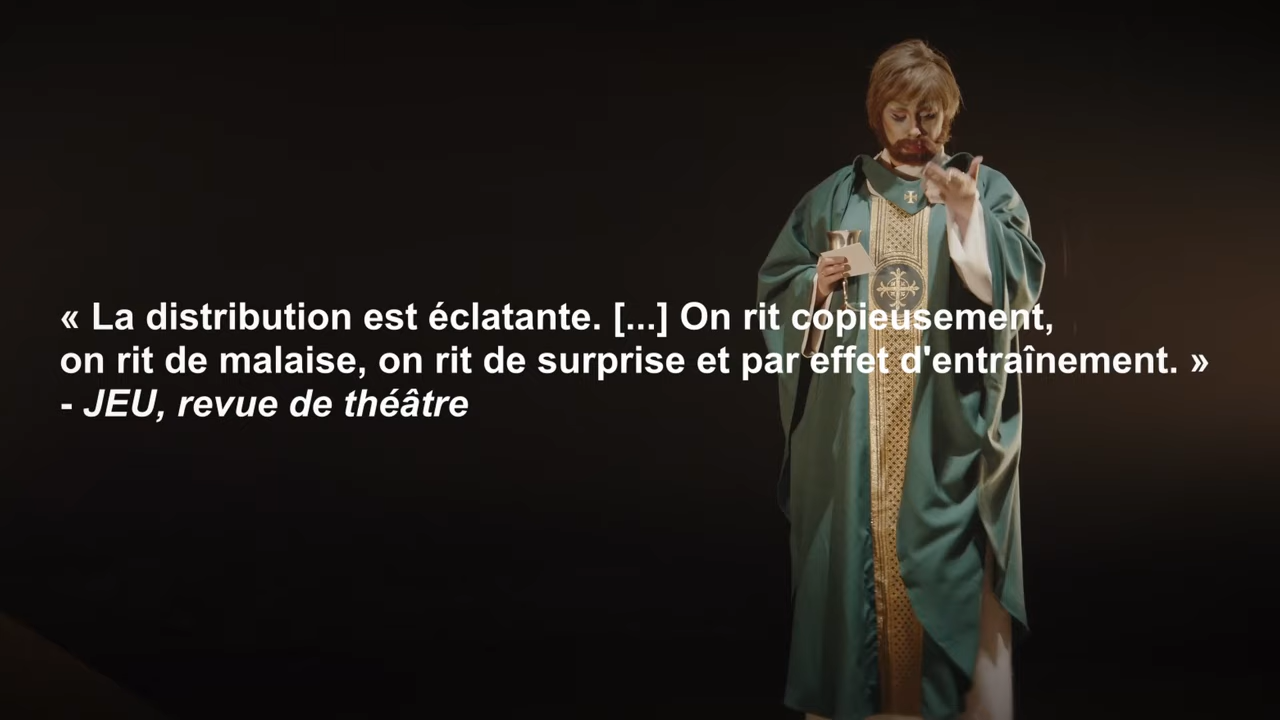 « La distribution est éclatante. [...] On rit copieusement,
on rit de malaise, on rit de surprise et par effet d'entraînement. »
- JEU, revue de théâtre